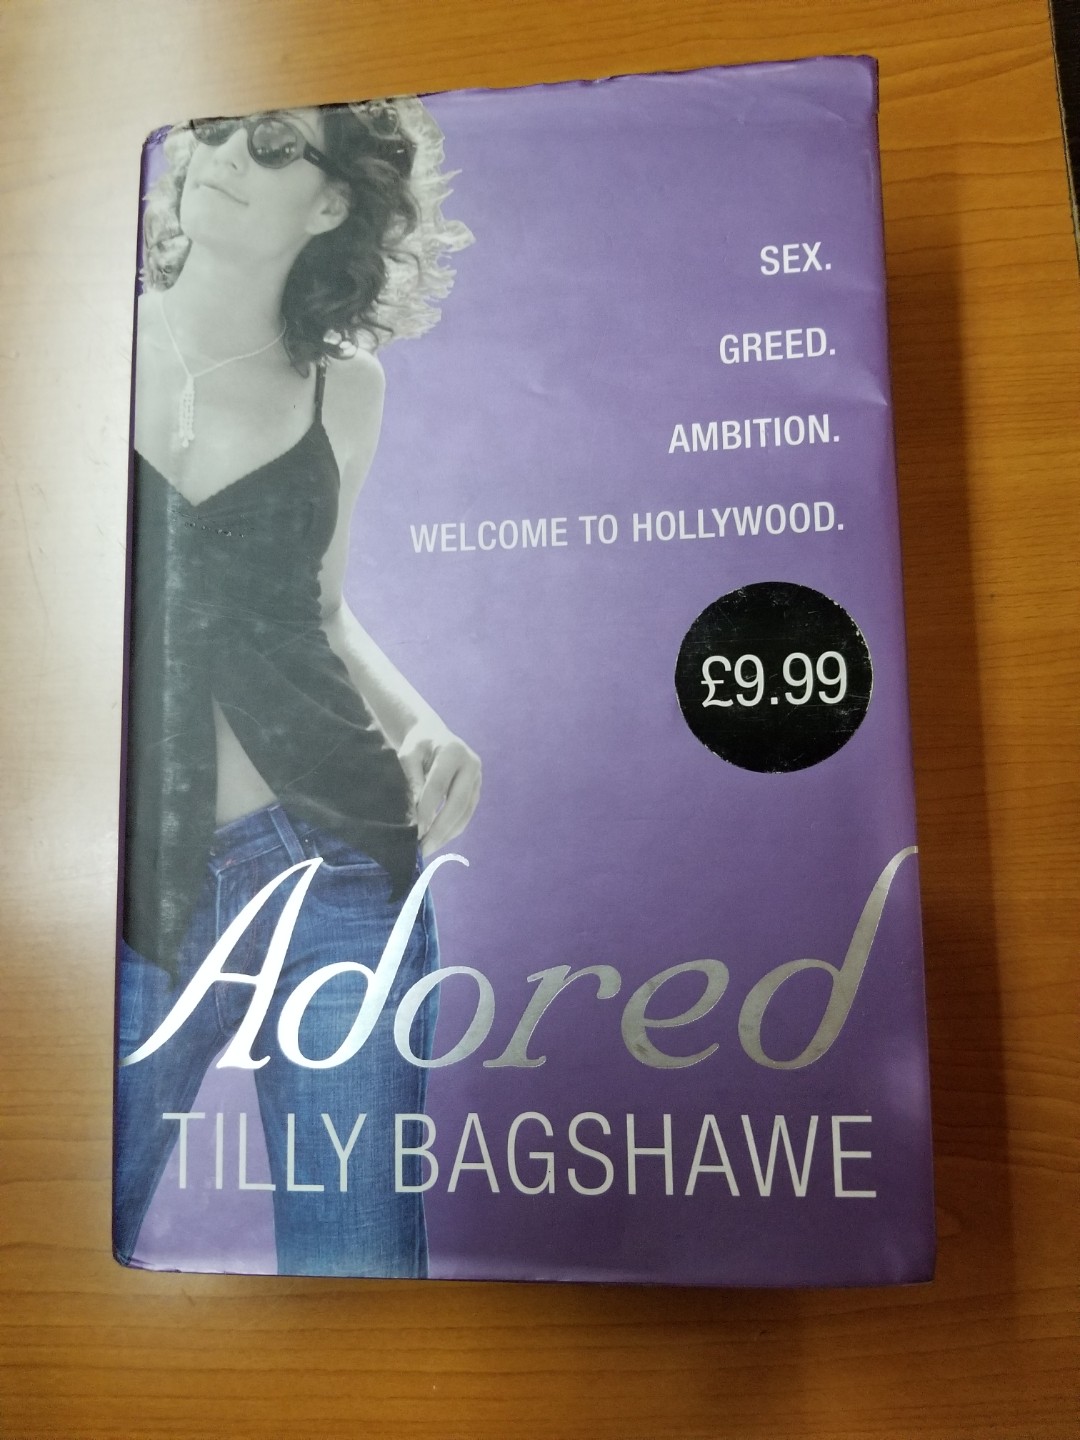 SEX.
GREED.
AMBITION.
WELCOME TO HOLLYWOOD.
£9.99
Adored
TILLY BAGSHAWE